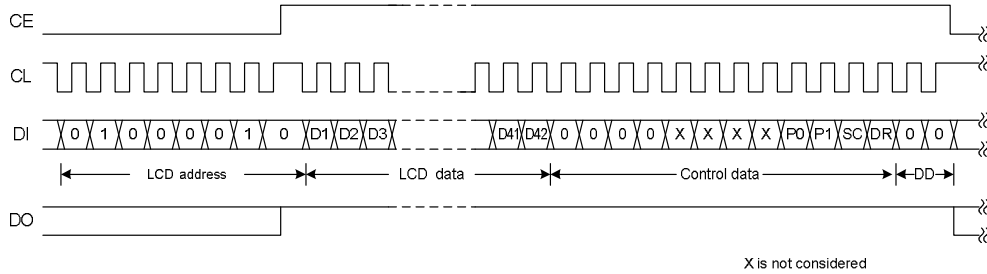 CE
CL
DI 0 1 0 0 0 0 1 0 D1 D2 D3 D41 D42 0 0 0 0 X X X X P0 P1 SC DR 0 0
LCD address LCD data Control data DD
DO
X is not considered